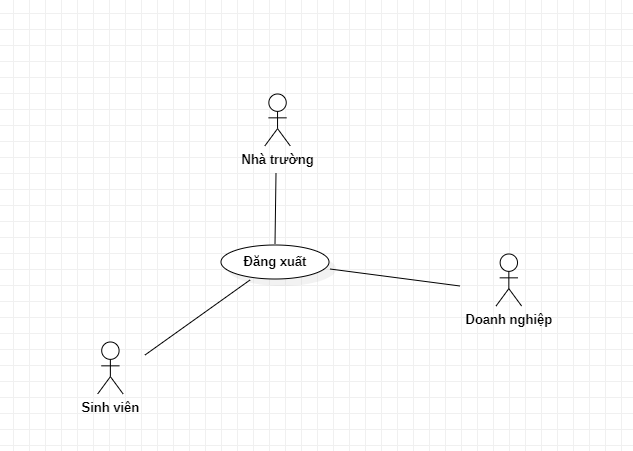 Nhà trường
Đăng xuất
Doanh nghiệp
Sinh viên